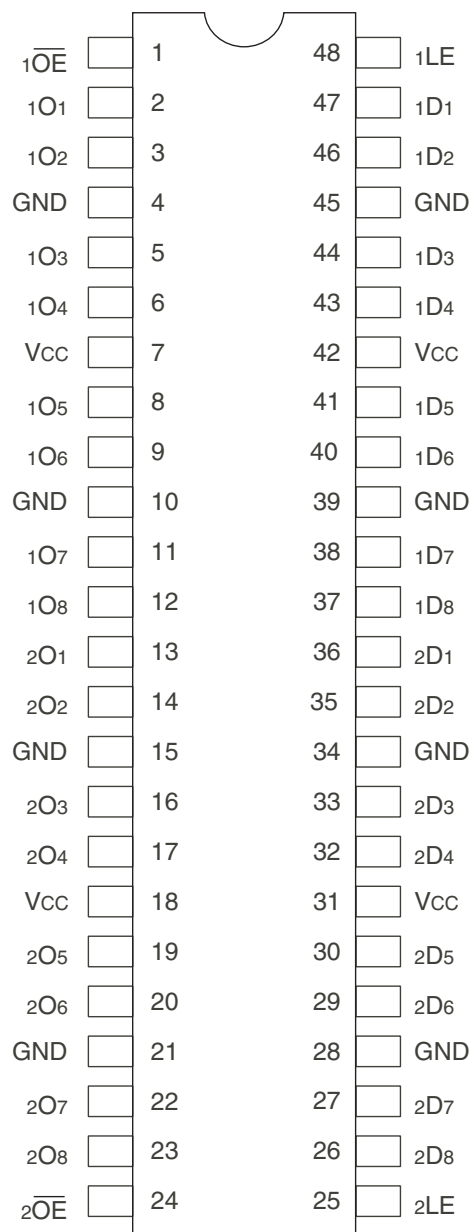 1O̅E̅ 1 48 1LE
1O1 2 47 1D1
1O2 3 46 1D2
GND 4 45 GND
1O3 5 44 1D3
1O4 6 43 1D4
VCC 7 42 VCC
1O5 8 41 1D5
1O6 9 40 1D6
GND 10 39 GND
1O7 11 38 1D7
1O8 12 37 1D8
2O1 13 36 2D1
2O2 14 35 2D2
GND 15 34 GND
2O3 16 33 2D3
2O4 17 32 2D4
VCC 18 31 VCC
2O5 19 30 2D5
2O6 20 29 2D6
GND 21 28 GND
2O7 22 27 2D7
2O8 23 26 2D8
2O̅E̅ 24 25 2LE